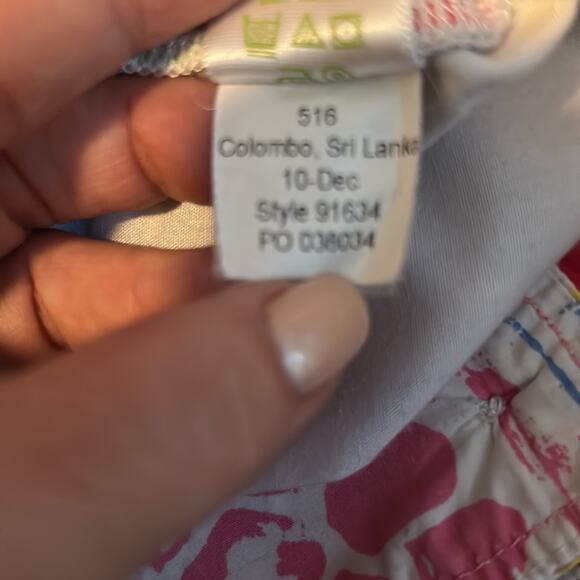 516
Colombo, Sri Lanka
10-Dec
Style 91634
PO 038034